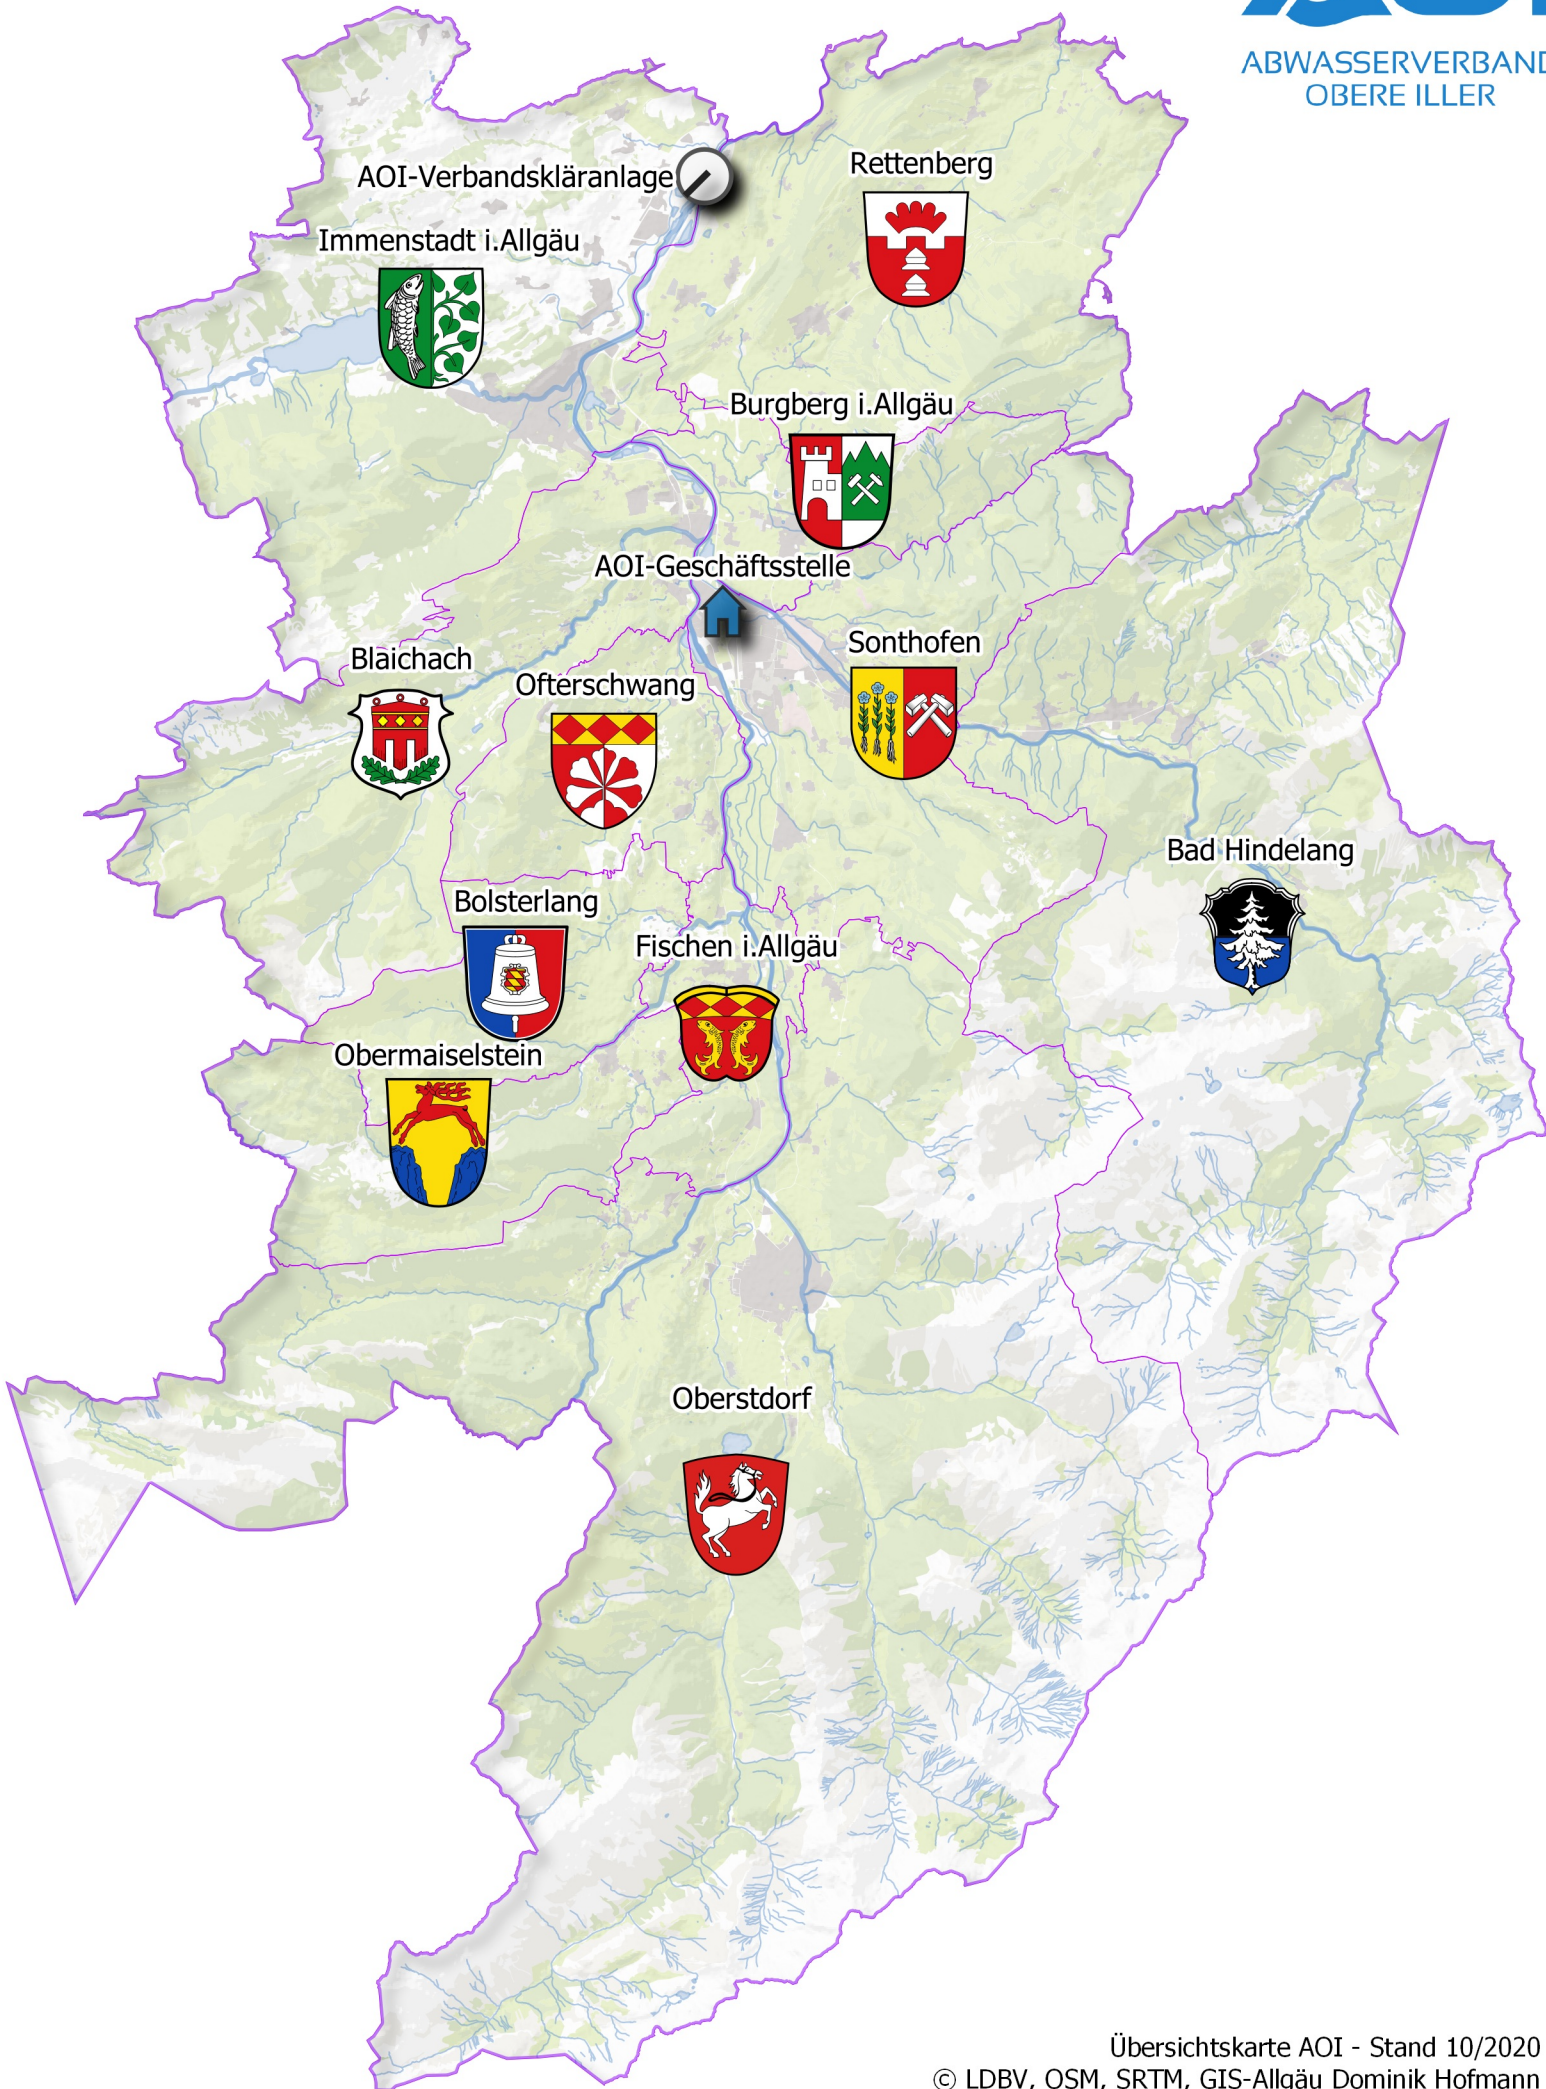 ABWASSERVERBAND
OBERE ILLER
Rettenberg
AOI-Verbandskläranlage
Immenstadt i.Allgäu
Burgberg i.Allgäu
AOI-Geschäftsstelle
Sonthofen
Blaichach
Ofterschwang
Bad Hindelang
Bolsterlang
Fischen i.Allgäu
Obermaiselstein
Oberstdorf
Übersichtskarte AOI - Stand 10/2020
© LDBV, OSM, SRTM, GIS-Allgäu Dominik Hofmann